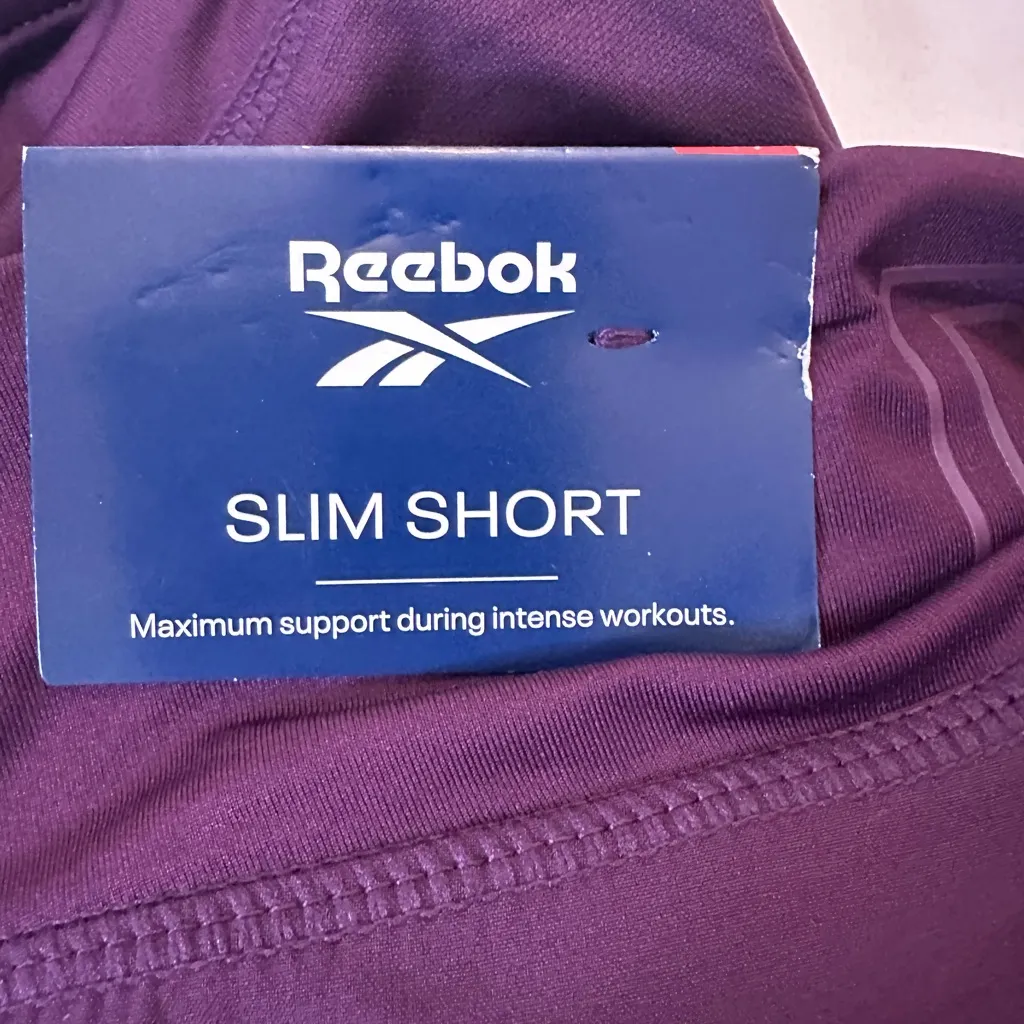 Reebok
SLIM SHORT
Maximum support during intense workouts.